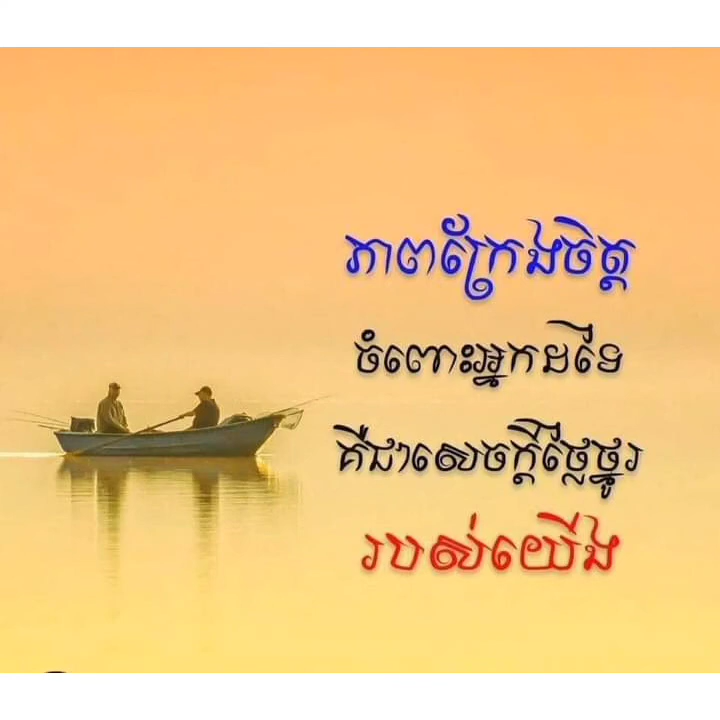 ភាពក្រែងចិត្ត
ចំពោះអ្នកដទៃ
គឺជាសេចក្ដីថ្លៃថ្នូរ
របស់យើង